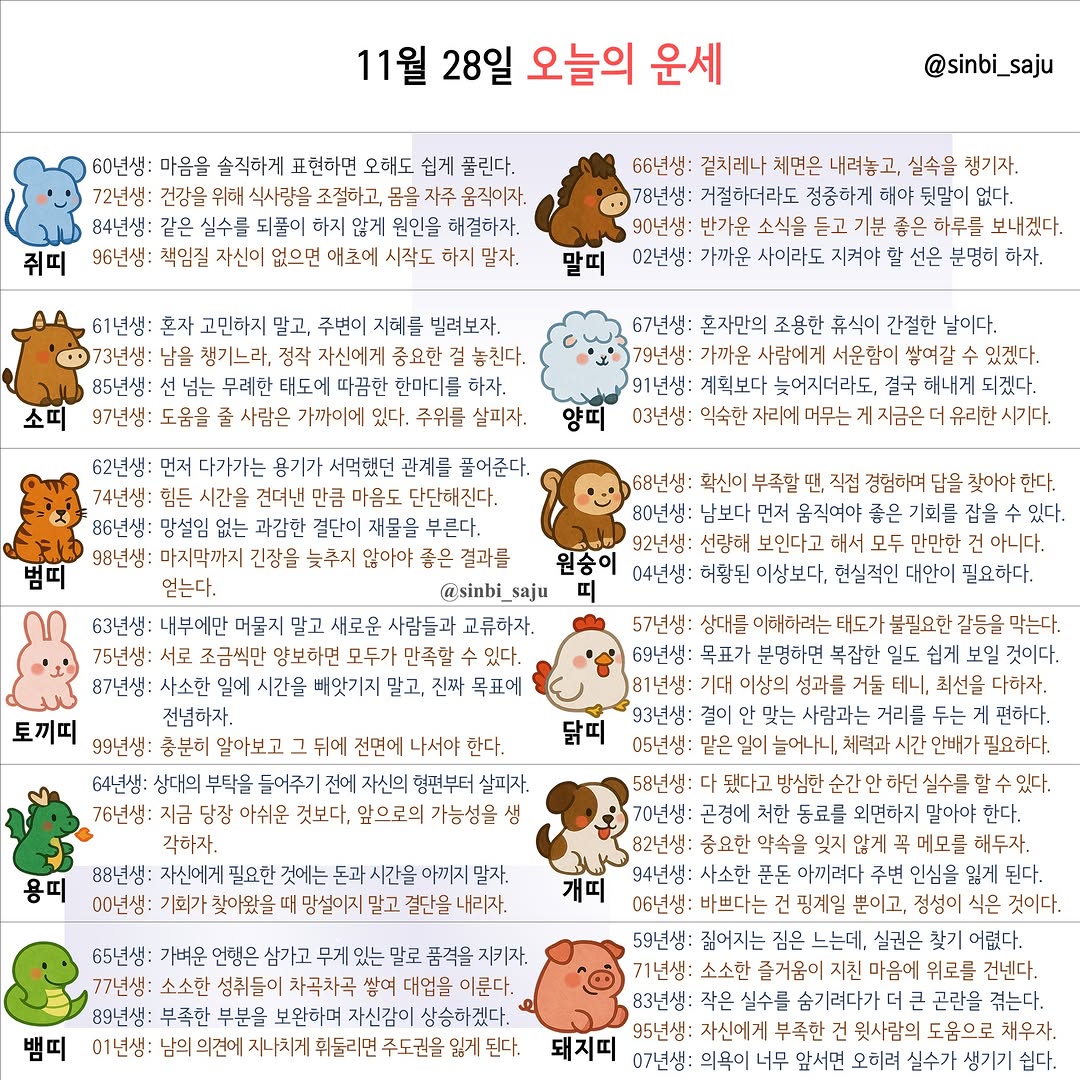 11월 28일 오늘의 운세
@sinbi_saju
60년생: 마음을 솔직하게 표현하면 오해도 쉽게 풀린다.
72년생: 건강을 위해 식사량을 조절하고, 몸을 자주 움직이자.
84년생: 같은 실수를 되풀이 하지 않게 원인을 해결하자.
96년생: 책임질 자신이 없으면 애초에 시작도 하지 말자.
쥐띠
66년생: 겉치레나 체면은 내려놓고, 실속을 챙기자.
78년생: 거절하더라도 정중하게 해야 뒷말이 없다.
90년생: 반가운 소식을 듣고 기분 좋은 하루를 보내겠다.
02년생: 가까운 사이라도 지켜야 할 선은 분명히 하자.
말띠
61년생: 혼자 고민하지 말고, 주변이 지혜를 빌려보자.
73년생: 남을 챙기느라, 정작 자신에게 중요한 걸 놓친다.
85년생: 선 넘는 무례한 태도에 따끔한 한마디를 하자.
97년생: 도움을 줄 사람은 가까이에 있다. 주위를 살피자.
소띠
67년생: 혼자만의 조용한 휴식이 간절한 날이다.
79년생: 가까운 사람에게 서운함이 쌓여갈 수 있겠다.
91년생: 계획보다 늦어지더라도, 결국 해내게 되겠다.
03년생: 익숙한 자리에 머무는 게 지금은 더 유리한 시기다.
양띠
62년생: 먼저 다가가는 용기가 서먹했던 관계를 풀어준다.
74년생: 힘든 시간을 견뎌낸 만큼 마음도 단단해진다.
86년생: 망설임 없는 과감한 결단이 재물을 부른다.
98년생: 마지막까지 긴장을 늦추지 않아야 좋은 결과를
얻는다.
범띠
@sinbi_saju
68년생: 확신이 부족할 땐, 직접 경험하며 답을 찾아야 한다.
80년생: 남보다 먼저 움직여야 좋은 기회를 잡을 수 있다.
92년생: 선량해 보인다고 해서 모두 만만한 건 아니다.
04년생: 허황된 이상보다, 현실적인 대안이 필요하다.
원숭이
띠
63년생: 내부에만 머물지 말고 새로운 사람들과 교류하자.
75년생: 서로 조금씩만 양보하면 모두가 만족할 수 있다.
87년생: 사소한 일에 시간을 빼앗기지 말고, 진짜 목표에
전념하자.
99년생: 충분히 알아보고 그 뒤에 전면에 나서야 한다.
토끼띠
57년생: 상대를 이해하려는 태도가 불필요한 갈등을 막는다.
69년생: 목표가 분명하면 복잡한 일도 쉽게 보일 것이다.
81년생: 기대 이상의 성과를 거둘 테니, 최선을 다하자.
93년생: 결이 안 맞는 사람과는 거리를 두는 게 편하다.
05년생: 맡은 일이 늘어나니, 체력과 시간 안배가 필요하다.
닭띠
64년생: 상대의 부탁을 들어주기 전에 자신의 형편부터 살피자.
76년생: 지금 당장 아쉬운 것보다, 앞으로의 가능성을 생
각하자.
88년생: 자신에게 필요한 것에는 돈과 시간을 아끼지 말자.
00년생: 기회가 찾아왔을 때 망설이지 말고 결단을 내리자.
용띠
58년생: 다 됐다고 방심한 순간 안 하던 실수를 할 수 있다.
70년생: 곤경에 처한 동료를 외면하지 말아야 한다.
82년생: 중요한 약속을 잊지 않게 꼭 메모를 해두자.
94년생: 사소한 푼돈 아끼려다 주변 인심을 잃게 된다.
06년생: 바쁘다는 건 핑계일 뿐이고, 정성이 식은 것이다.
개띠
65년생: 가벼운 언행은 삼가고 무게 있는 말로 품격을 지키자.
77년생: 소소한 성취들이 차곡차곡 쌓여 대업을 이룬다.
89년생: 부족한 부분을 보완하며 자신감이 상승하겠다.
01년생: 남의 의견에 지나치게 휘둘리면 주도권을 잃게 된다.
뱀띠
59년생: 짊어지는 짐은 느는데, 실권은 찾기 어렵다.
71년생: 소소한 즐거움이 지친 마음에 위로를 건넨다.
83년생: 작은 실수를 숨기려다가 더 큰 곤란을 겪는다.
95년생: 자신에게 부족한 건 윗사람의 도움으로 채우자.
07년생: 의욕이 너무 앞서면 오히려 실수가 생기기 쉽다.
돼지띠